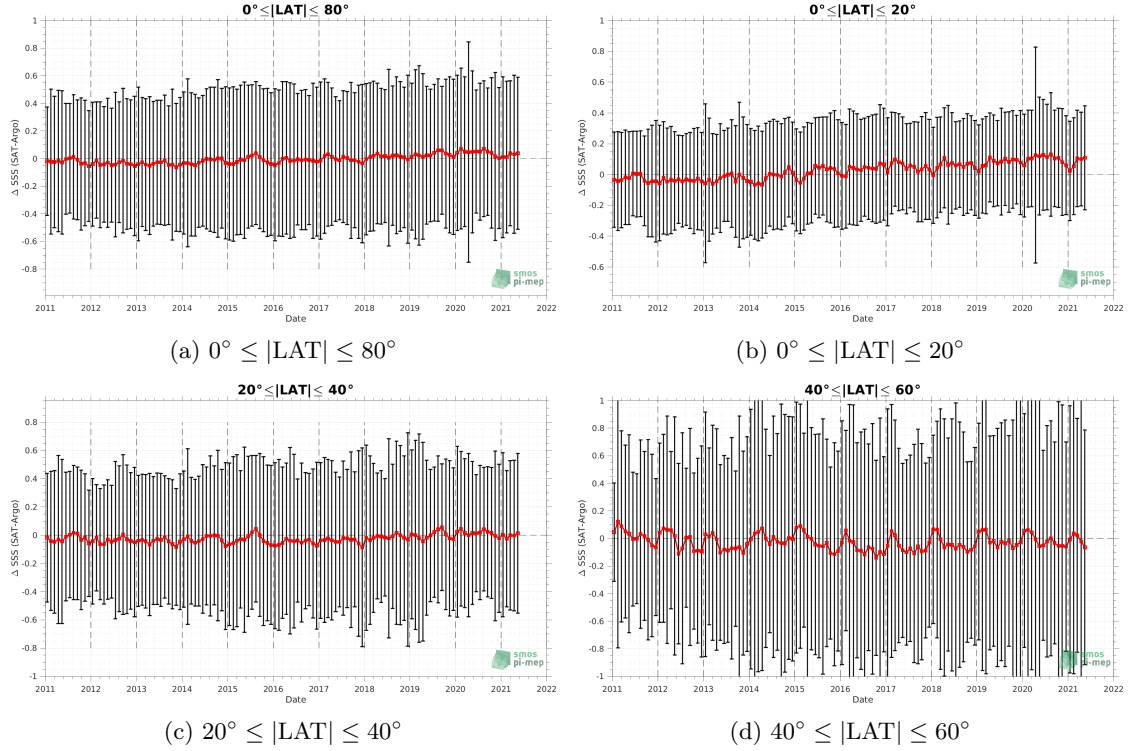 0°≤|LAT|≤ 80°
Δ SSS (SAT-Argo)
1
0.8
0.6
0.4
0.2
0
-0.2
-0.4
-0.6
-0.8
2011 2012 2013 2014 2015 2016 2017 2018 2019 2020 2021 2022
Date
smos
pi-mep
(a) 0° ≤ |LAT| ≤ 80°
0°≤|LAT|≤ 20°
Δ SSS (SAT-Argo)
1
0.8
0.6
0.4
0.2
0
-0.2
-0.4
-0.6
2011 2012 2013 2014 2015 2016 2017 2018 2019 2020 2021 2022
Date
smos
pi-mep
(b) 0° ≤ |LAT| ≤ 20°
20°≤|LAT|≤ 40°
Δ SSS (SAT-Argo)
0.8
0.6
0.4
0.2
0
-0.2
-0.4
-0.6
-0.8
-1
2011 2012 2013 2014 2015 2016 2017 2018 2019 2020 2021 2022
Date
smos
pi-mep
(c) 20° ≤ |LAT| ≤ 40°
40°≤|LAT|≤ 60°
Δ SSS (SAT-Argo)
1
0.8
0.6
0.4
0.2
0
-0.2
-0.4
-0.6
-0.8
-1
2011 2012 2013 2014 2015 2016 2017 2018 2019 2020 2021 2022
Date
smos
pi-mep
(d) 40° ≤ |LAT| ≤ 60°